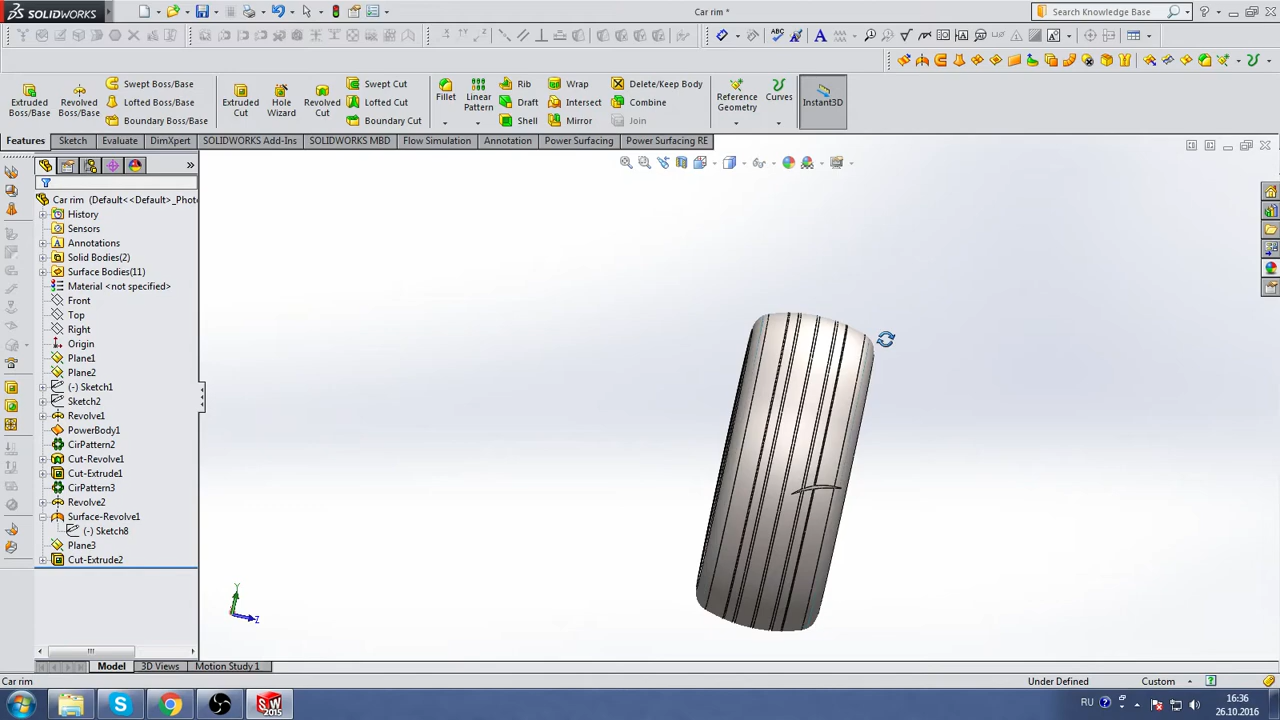 SOLIDWORKS
Car rim *
Search Knowledge Base
Extruded Boss/Base
Revolved Boss/Base
Swept Boss/Base
Lofted Boss/Base
Boundary Boss/Base
Extruded Cut
Hole Wizard
Revolved Cut
Swept Cut
Lofted Cut
Boundary Cut
Fillet
Linear Pattern
Rib
Draft
Shell
Wrap
Intersect
Mirror
Delete/Keep Body
Combine
Join
Reference Geometry
Curves
Instant3D
Features Sketch Evaluate DimXpert SOLIDWORKS Add-Ins SOLIDWORKS MBD Flow Simulation Annotation Power Surfacing Power Surfacing RE
Car rim (Default<<Default>_Phot
History
Sensors
Annotations
Solid Bodies(2)
Surface Bodies(11)
Material <not specified>
Front
Top
Right
Origin
Plane1
Plane2
(-) Sketch1
Sketch2
Revolve1
PowerBody1
CirPattern2
Cut-Revolve1
Cut-Extrude1
CirPattern3
Revolve2
Surface-Revolve1
(-) Sketch8
Plane3
Cut-Extrude2
Y
Z
Model 3D Views Motion Study 1
Car rim Under Defined Custom
RU 16:36
26.10.2016
SW
2015